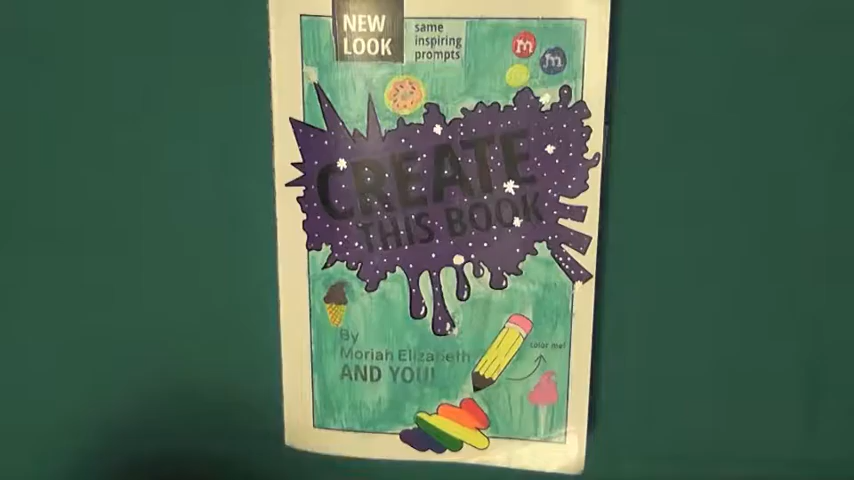 NEW
LOOK
same
inspiring
prompts
m
m
CREATE
THIS BOOK
By
Moriah Elizabeth
AND YOU!
color me!